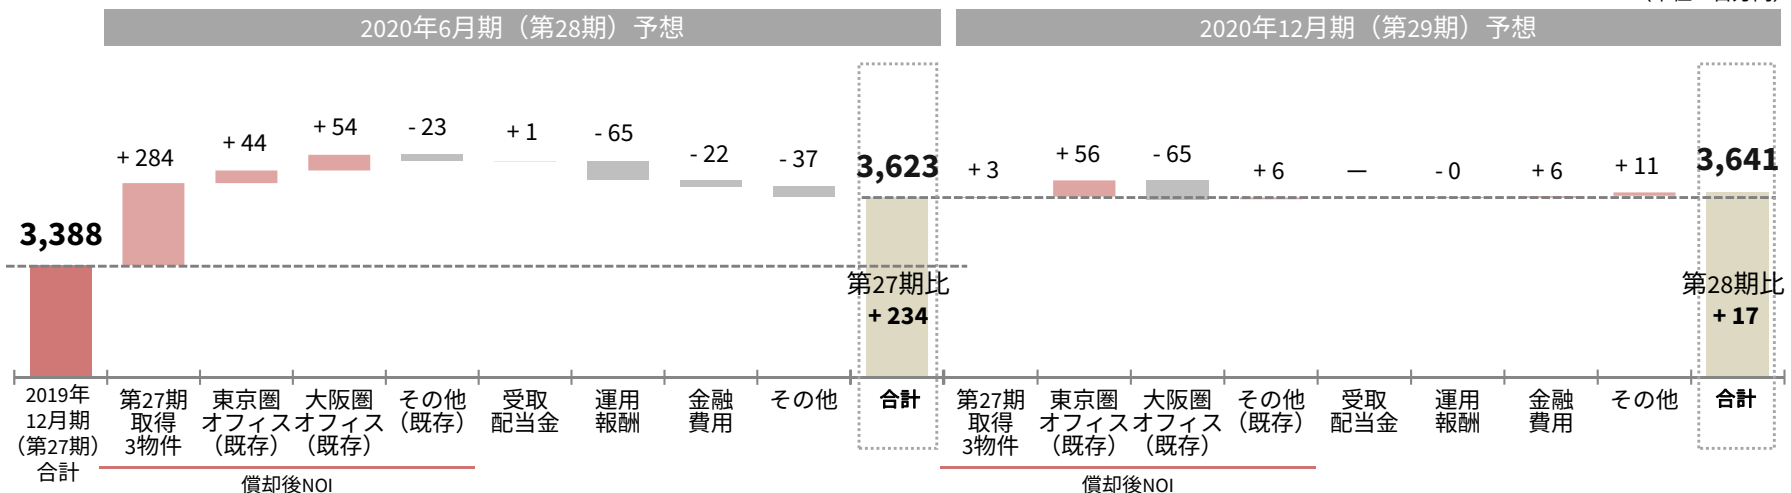 2020年6月期（第28期）予想
2020年12月期（第29期）予想
3,388
+ 284
+ 44
+ 54
- 23
+ 1
- 65
- 22
- 37
3,623
第27期比
+ 234
+ 3
+ 56
- 65
+ 6
－
- 0
+ 6
+ 11
3,641
第28期比
+ 17
2019年
12月期
（第27期）
合計
第27期
取得
3物件
東京圏
オフィス
（既存）
大阪圏
オフィス
（既存）
その他
（既存）
受取
配当金
運用
報酬
金融
費用
その他
合計
第27期
取得
3物件
東京圏
オフィス
（既存）
大阪圏
オフィス
（既存）
その他
（既存）
受取
配当金
運用
報酬
金融
費用
その他
合計
償却後NOI
償却後NOI